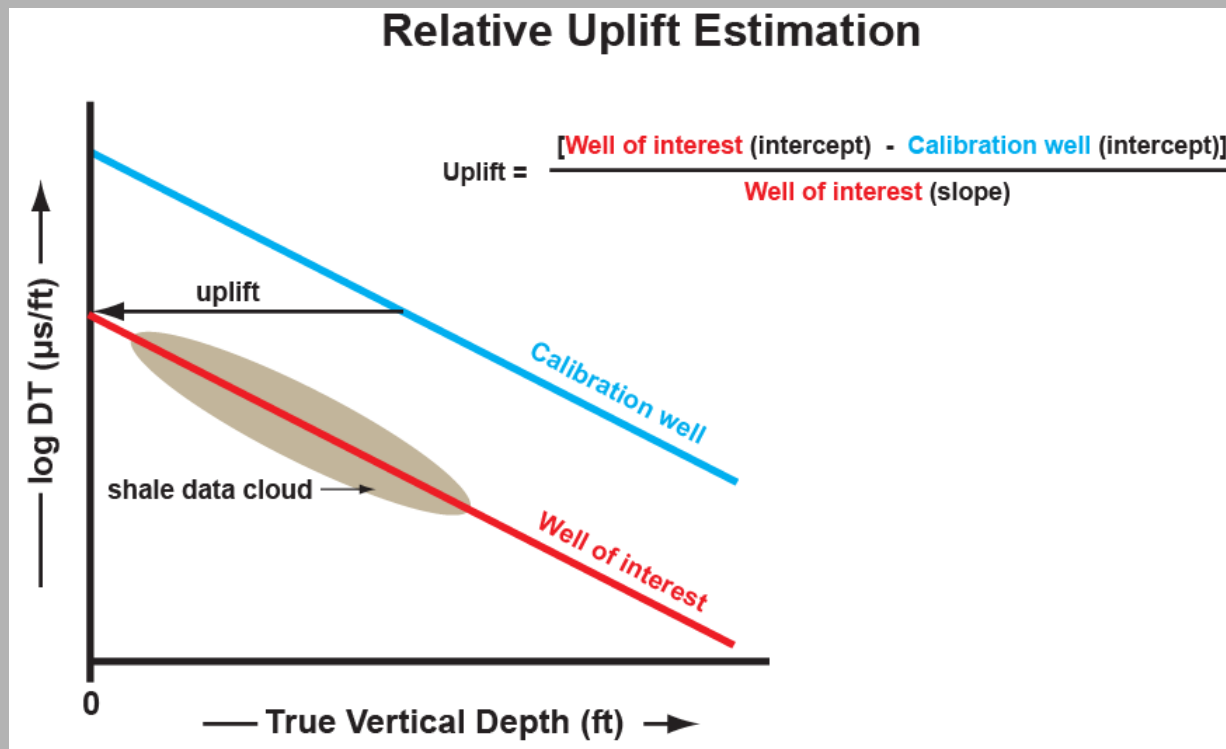 Relative Uplift Estimation
[Well of interest (intercept) - Calibration well (intercept)]
Uplift =
Well of interest (slope)
log DT (µs/ft)
uplift
Calibration well
shale data cloud
Well of interest
0
True Vertical Depth (ft)